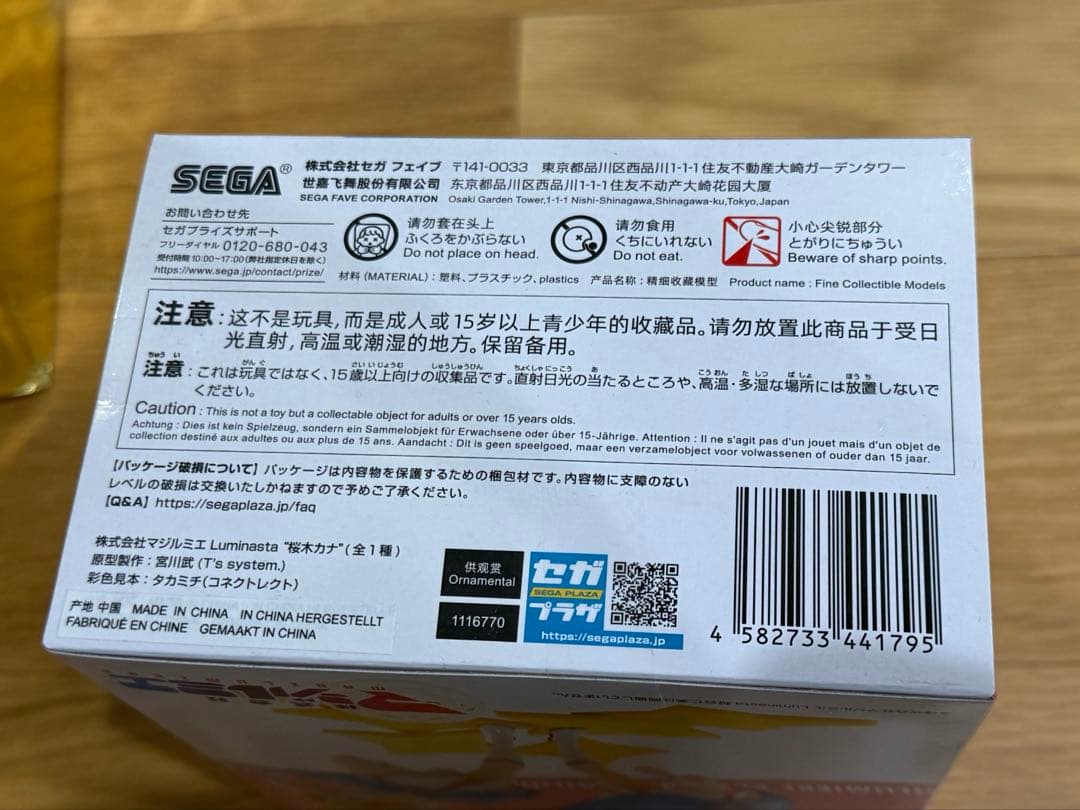 SEGA®
株式会社セガ フェイブ 〒141-0033 東京都品川区西品川1-1-1 住友不動産大崎ガーデンタワー
世嘉飞舞股份有限公司 东京都品川区西品川1-1-1 住友不动产大崎花园大厦
SEGA FAVE CORPORATION Osaki Garden Tower,1-1-1 Nishi-Shinagawa,Shinagawa-ku,Tokyo,Japan
お問い合わせ先
セガプライズサポート
フリーダイヤル 0120-680-043
受付時間 10:00~17:00(弊社指定休日を除く)
https://www.sega.jp/contact/prize/
请勿套在头上
ふくろをかぶらない
Do not place on head.
请勿食用
くちにいれない
Do not eat.
小心尖锐部分
とがりにちゅうい
Beware of sharp points.
材料 (MATERIAL) : 塑料、プラスチック、plastics 产品名称 : 精细收藏模型 Product name : Fine Collectible Models
注意 : 这不是玩具,而是成人或15岁以上青少年的收藏品。请勿放置此商品于受日
光直射,高温或潮湿的地方。保留备用。
注意 : これは玩具ではなく、15歳以上向けの収集品です。直射日光の当たるところや、高温・多湿な場所には放置しないで
ください。
Caution : This is not a toy but a collectable object for adults or over 15 years olds.
Achtung : Dies ist kein Spielzeug, sondern ein Sammelobjekt für Erwachsene oder über 15-Jährige. Attention : Il ne s'agit pas d'un jouet mais d'un objet de
collection destiné aux adultes ou aux plus de 15 ans. Aandacht : Dit is geen speelgoed, maar een verzamelobject voor volwassenen of ouder dan 15 jaar.
【パッケージ破損について】パッケージは内容物を保護するための梱包材です。内容物に支障のない
レベルの破損は交換いたしかねますので予めご了承ください。
【Q&A】https://segaplaza.jp/faq
株式会社マジルミエ Luminasta “桜木カナ”(全1種)
原型製作 : 宮川武 (T's system.)
彩色見本 : タカミチ(コネクトレクト)
产地 中国 MADE IN CHINA IN CHINA HERGESTELLT
FABRIQUÉ EN CHINE GEMAAKT IN CHINA
供观赏
Ornamental
1116770
セガ
SEGA PLAZA
プラザ
https://segaplaza.jp
4 582733 441795